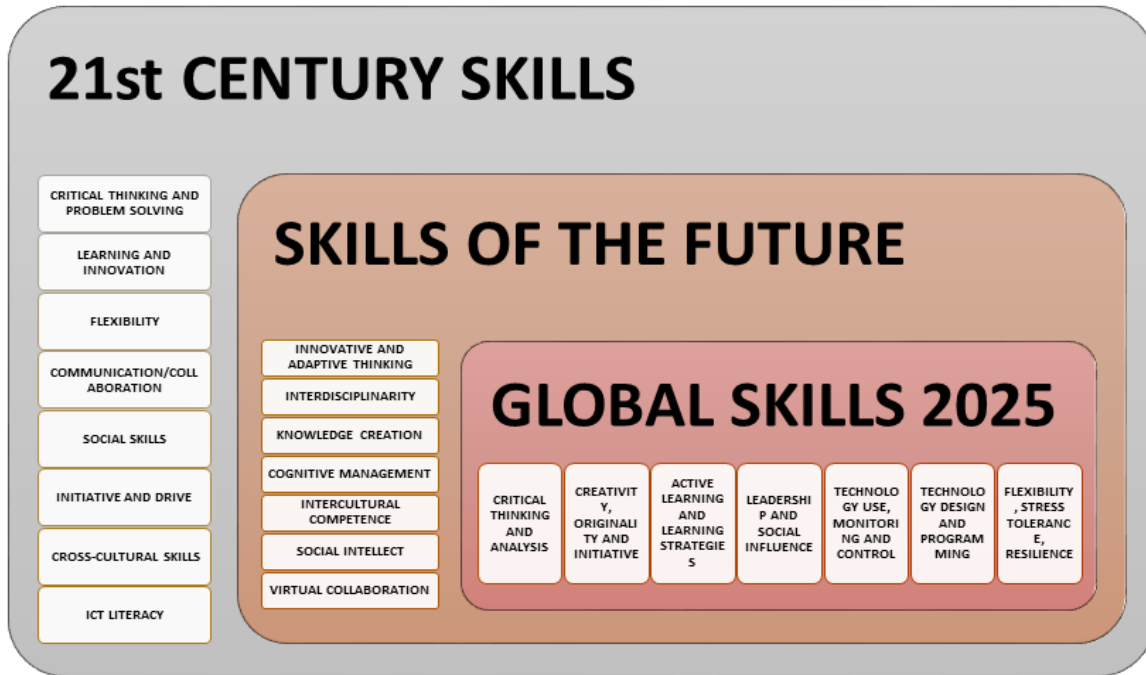 21st CENTURY SKILLS
CRITICAL THINKING AND
PROBLEM SOLVING
LEARNING AND
INNOVATION
FLEXIBILITY
COMMUNICATION/COLL
ABORATION
SOCIAL SKILLS
INITIATIVE AND DRIVE
CROSS-CULTURAL SKILLS
ICT LITERACY
SKILLS OF THE FUTURE
INNOVATIVE AND
ADAPTIVE THINKING
INTERDISCIPLINARITY
KNOWLEDGE CREATION
COGNITIVE MANAGEMENT
INTERCULTURAL
COMPETENCE
SOCIAL INTELLECT
VIRTUAL COLLABORATION
GLOBAL SKILLS 2025
CRITICAL
THINKING
AND
ANALYSIS
CREATIVIT
Y,
ORIGINALI
TY AND
INITIATIVE
ACTIVE
LEARNING
AND
LEARNING
STRATEGIE
S
LEADERSHI
P AND
SOCIAL
INFLUENCE
TECHNOLO
GY USE,
MONITORI
NG AND
CONTROL
TECHNOLO
GY DESIGN
AND
PROGRAM
MING
FLEXIBILITY
, STRESS
TOLERANC
E,
RESILIENCE